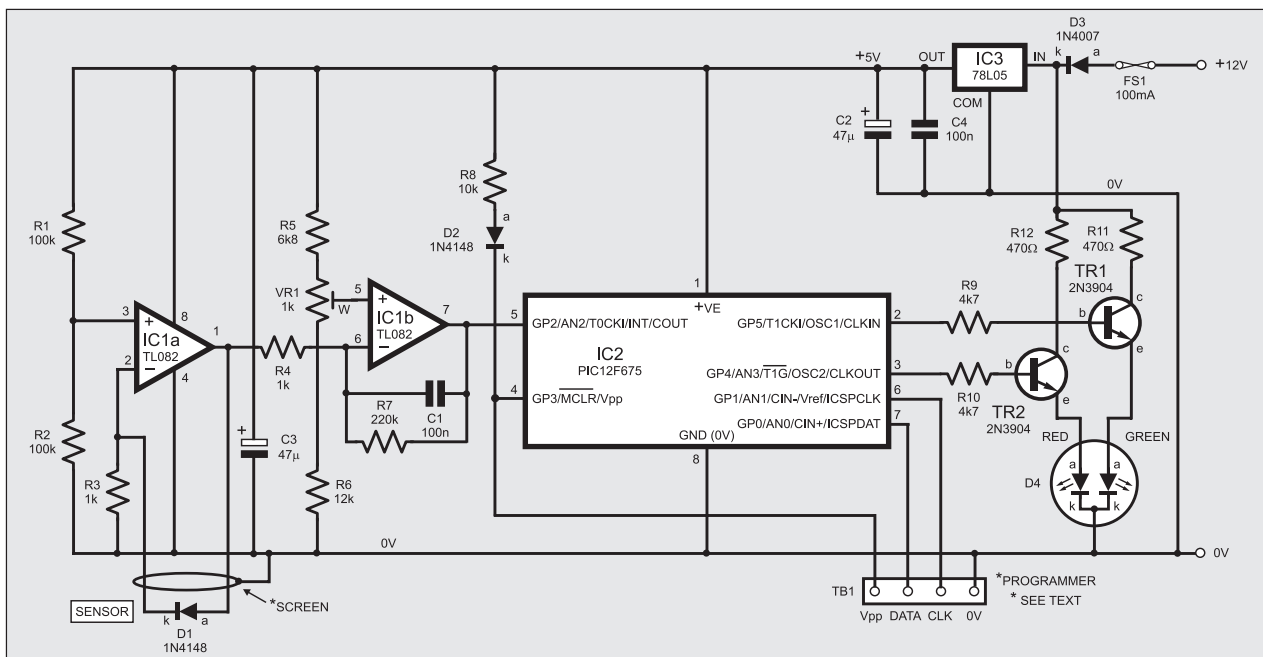 D3
1N4007
+5V
OUT
IC3
78L05
IN
k
a
+12V
FS1
100mA
COM
+
C2
47µ
C4
100n
R8
10k
0V
R1
100k
R5
6k8
a
D2
1N4148
k
R12
470Ω
R11
470Ω
TR1
2N3904
VR1
1k
W
5
+
IC1b
TL082
6
−
7
3
+
8
IC1a
TL082
1
2
−
4
R4
1k
R7
220k
C1
100n
1
+VE
5
GP2/AN2/T0CKI/INT/COUT
GP5/T1CKI/OSC1/CLKIN
2
R9
4k7
b
c
e
IC2
PIC12F675
GP4/AN3/T1G/OSC2/CLKOUT
3
R10
4k7
b
c
e
TR2
2N3904
4
GP3/MCLR/Vpp
GP1/AN1/CIN-/Vref/ICSPCLK
6
GP0/AN0/CIN+/ICSPDAT
7
GND (0V)
8
R2
100k
R3
1k
+
C3
47µ
R6
12k
RED
GREEN
D4
a
a
k
k
0V
0V
*SCREEN
SENSOR
k
a
D1
1N4148
TB1
Vpp
DATA
CLK
0V
*PROGRAMMER
* SEE TEXT